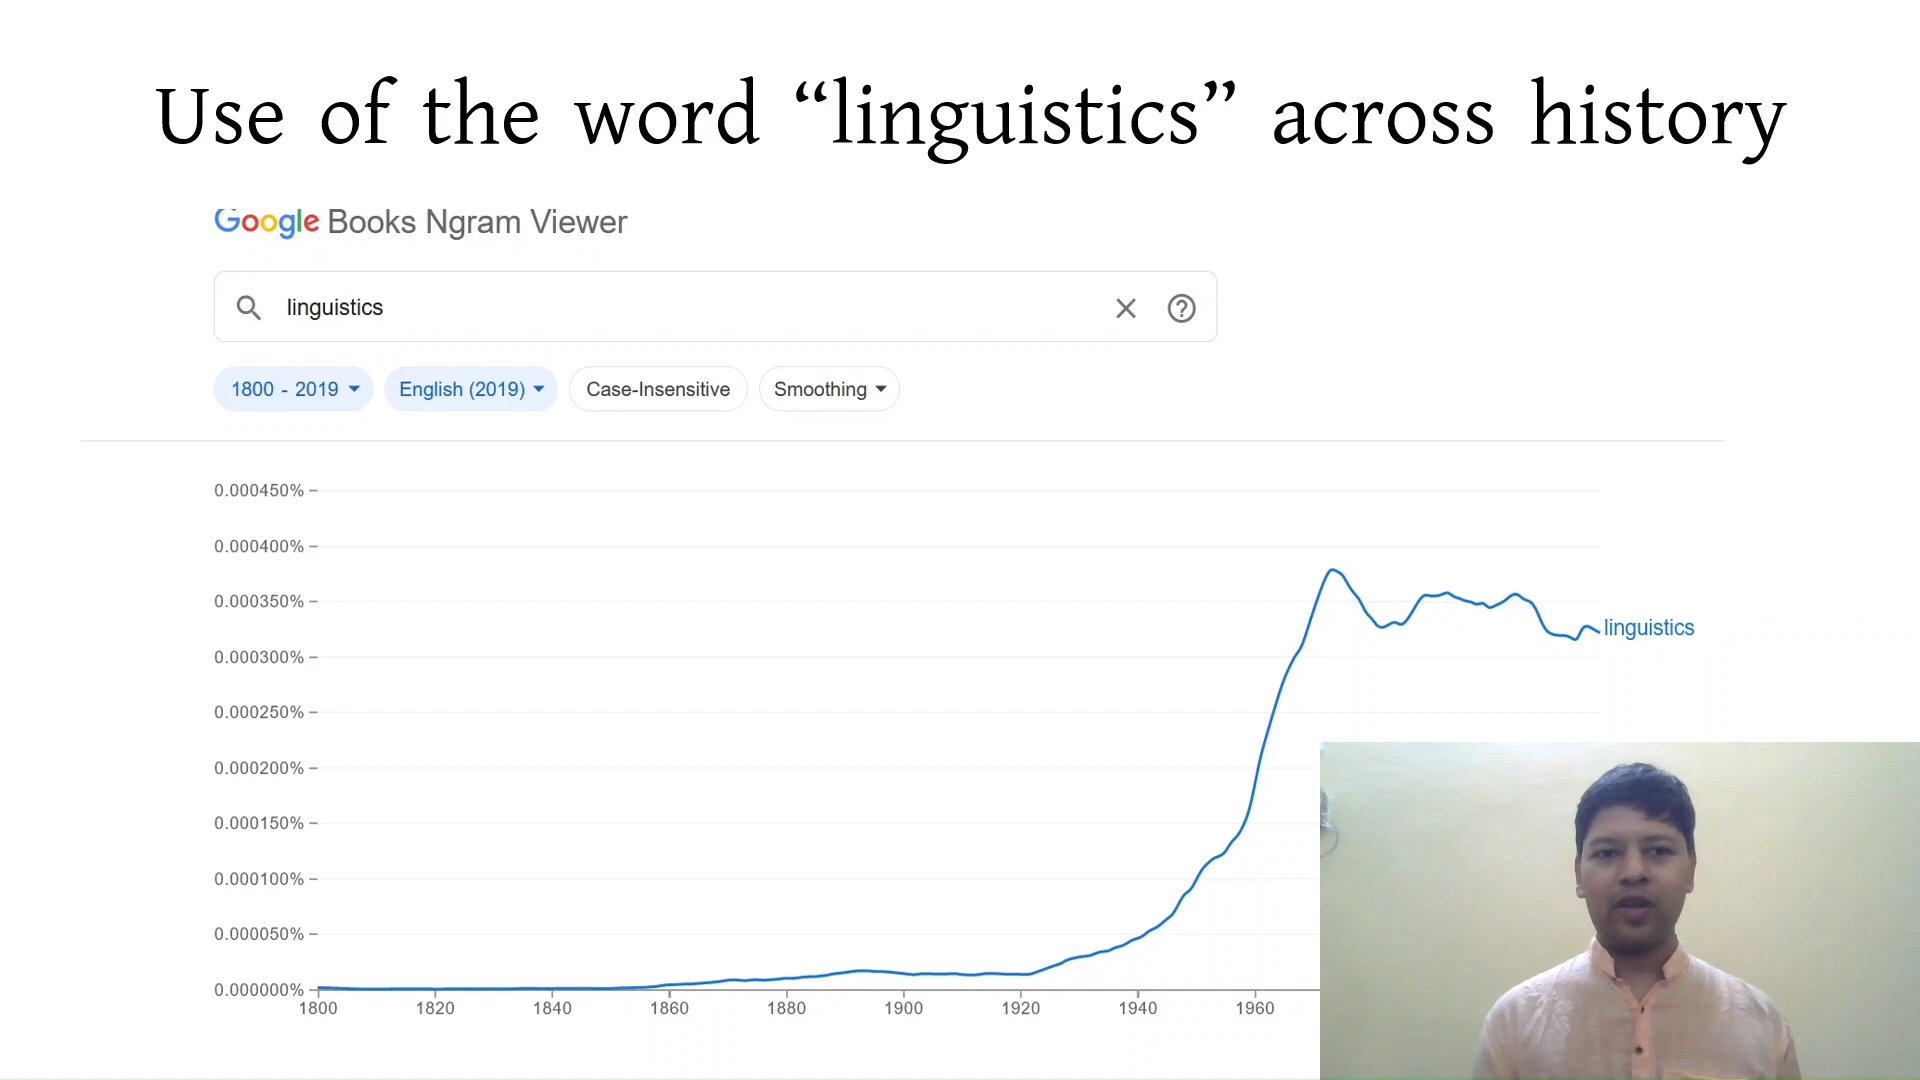 Use of the word “linguistics” across history
Google Books Ngram Viewer
linguistics
1800 - 2019
English (2019)
Case-Insensitive
Smoothing
0.000450%
0.000400%
0.000350%
linguistics
0.000300%
0.000250%
0.000200%
0.000150%
0.000100%
0.000050%
0.000000%
1800 1820 1840 1860 1880 1900 1920 1940 1960